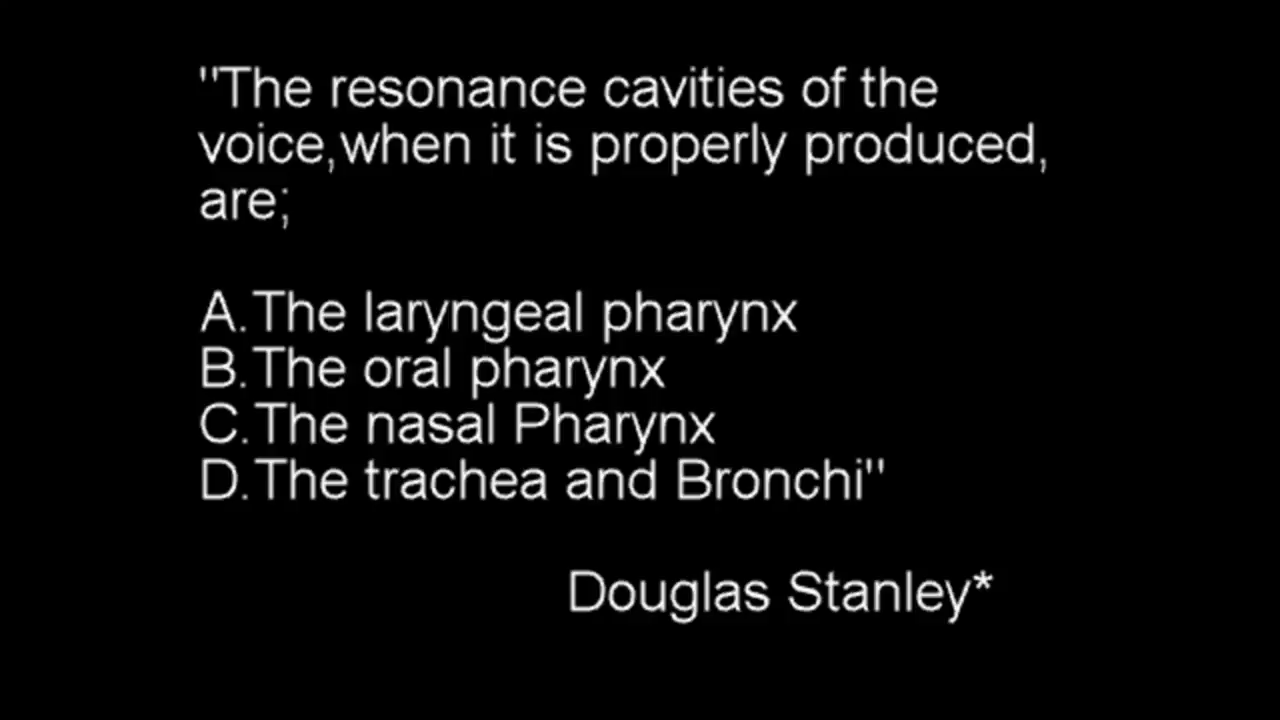 "The resonance cavities of the
voice,when it is properly produced,
are;
A.The laryngeal pharynx
B.The oral pharynx
C.The nasal Pharynx
D.The trachea and Bronchi"
Douglas Stanley*